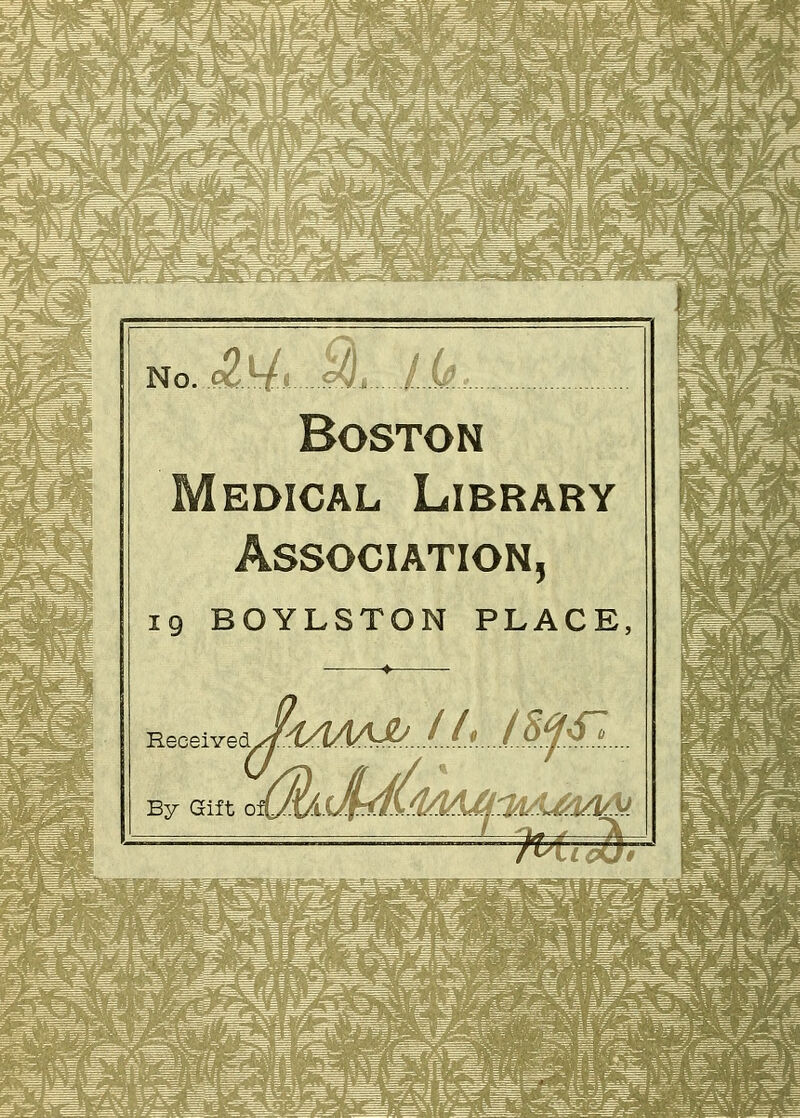 No. 24. D. 16.
BOSTON
MEDICAL LIBRARY
ASSOCIATION,
19 BOYLSTON PLACE,
Received June 11. 1895.
By Gift of R. A. Kingman
M.D.